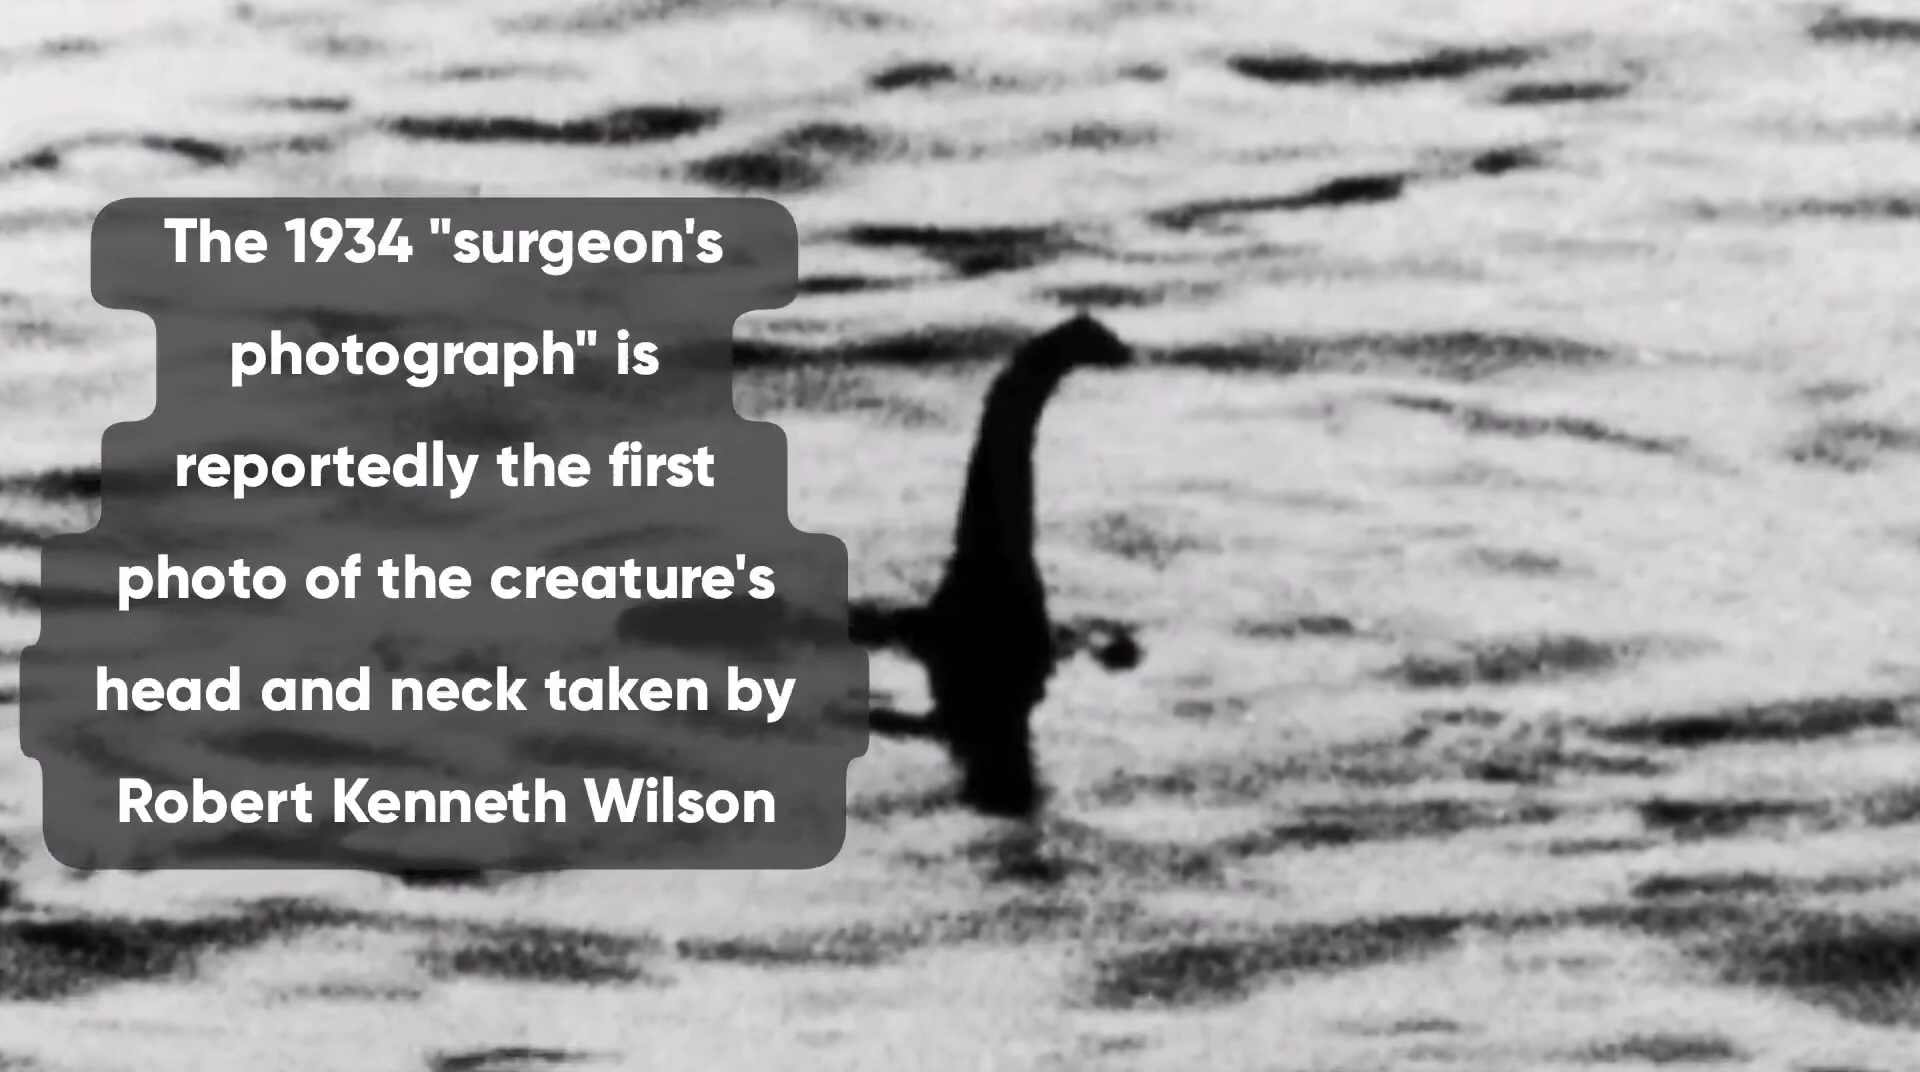 The 1934 "surgeon's
photograph" is
reportedly the first
photo of the creature's
head and neck taken by
Robert Kenneth Wilson